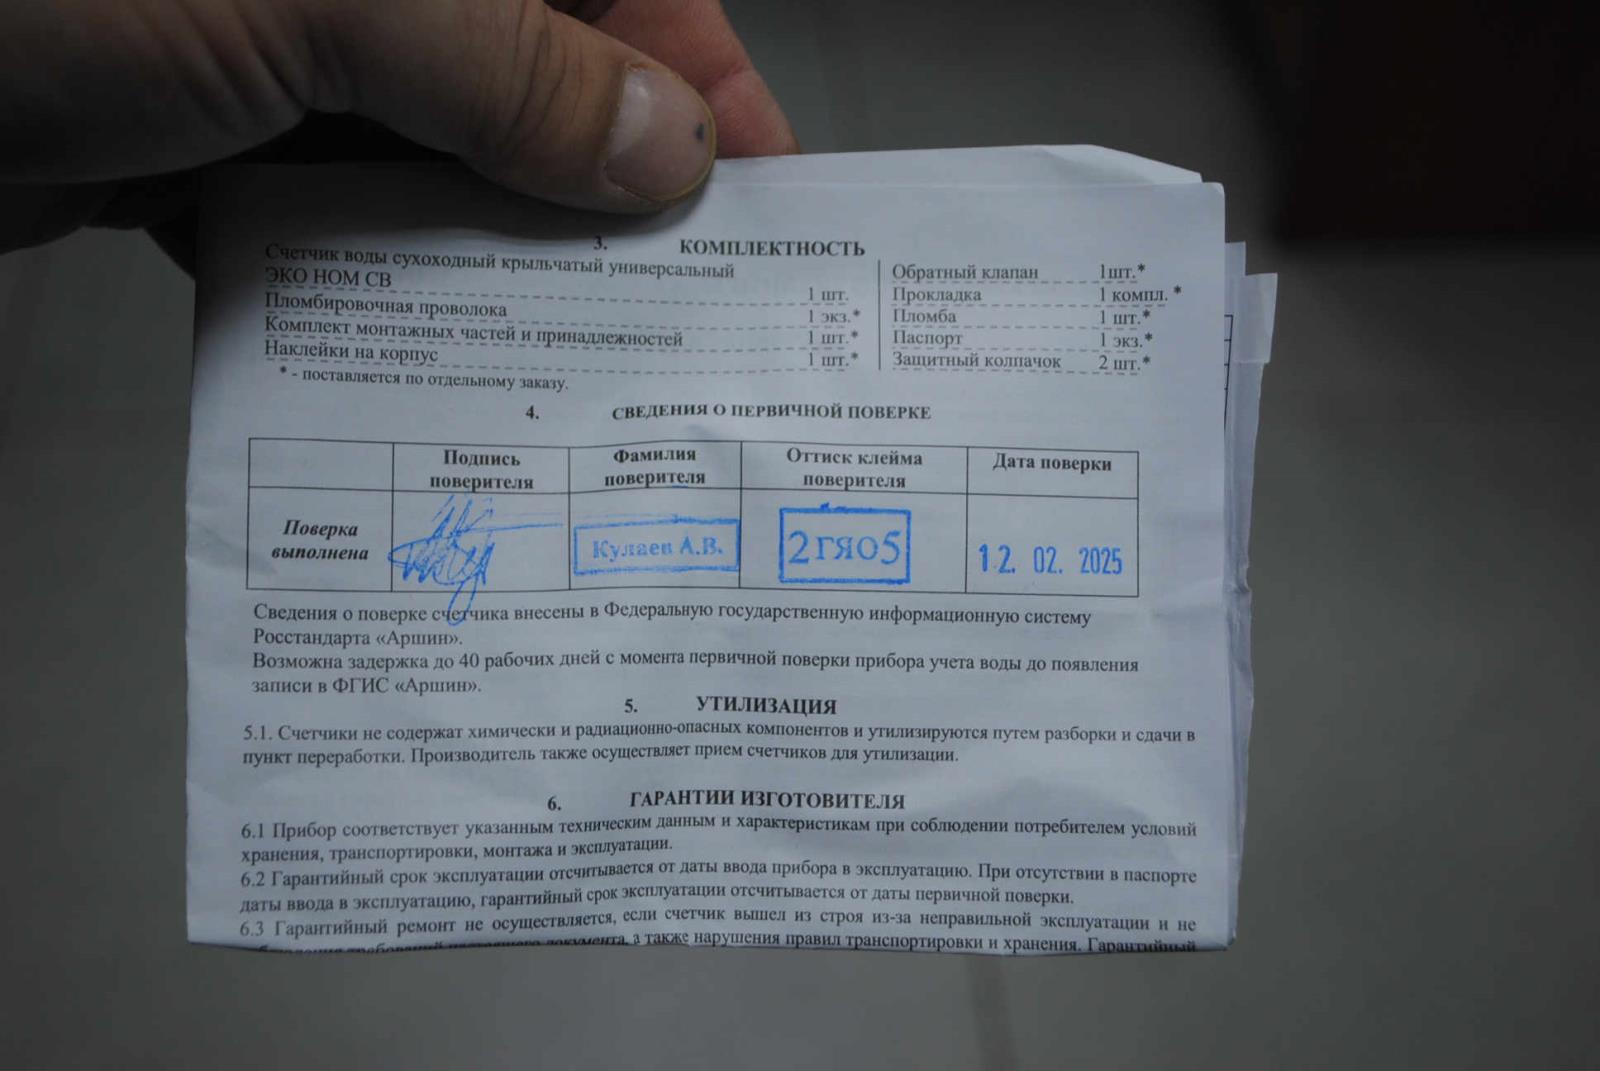 3. КОМПЛЕКТНОСТЬ
Счетчик воды сухоходный крыльчатый универсальный
ЭКО НОМ СВ 1 шт.
Пломбировочная проволока 1 экз.*
Комплект монтажных частей и принадлежностей 1 шт.*
Наклейки на корпус 1 шт.*
* - поставляется по отдельному заказу.
Обратный клапан 1шт.*
Прокладка 1 компл. *
Пломба 1 шт.*
Паспорт 1 экз.*
Защитный колпачок 2 шт.*
4. СВЕДЕНИЯ О ПЕРВИЧНОЙ ПОВЕРКЕ
Подпись поверителя
Фамилия поверителя
Оттиск клейма поверителя
Дата поверки
Поверка выполнена
Кулаев А.В.
2ГЯ05
12. 02. 2025
Сведения о поверке счетчика внесены в Федеральную государственную информационную систему
Росстандарта «Аршин».
Возможна задержка до 40 рабочих дней с момента первичной поверки прибора учета воды до появления
записи в ФГИС «Аршин».
5. УТИЛИЗАЦИЯ
5.1. Счетчики не содержат химически и радиационно-опасных компонентов и утилизируются путем разборки и сдачи в
пункт переработки. Производитель также осуществляет прием счетчиков для утилизации.
6. ГАРАНТИИ ИЗГОТОВИТЕЛЯ
6.1 Прибор соответствует указанным техническим данным и характеристикам при соблюдении потребителем условий
хранения, транспортировки, монтажа и эксплуатации.
6.2 Гарантийный срок эксплуатации отсчитывается от даты ввода прибора в эксплуатацию. При отсутствии в паспорте
даты ввода в эксплуатацию, гарантийный срок эксплуатации отсчитывается от даты первичной поверки.
6.3 Гарантийный ремонт не осуществляется, если счетчик вышел из строя из-за неправильной эксплуатации и не
документа, а также нарушения правил транспортировки и хранения. Гарантийный